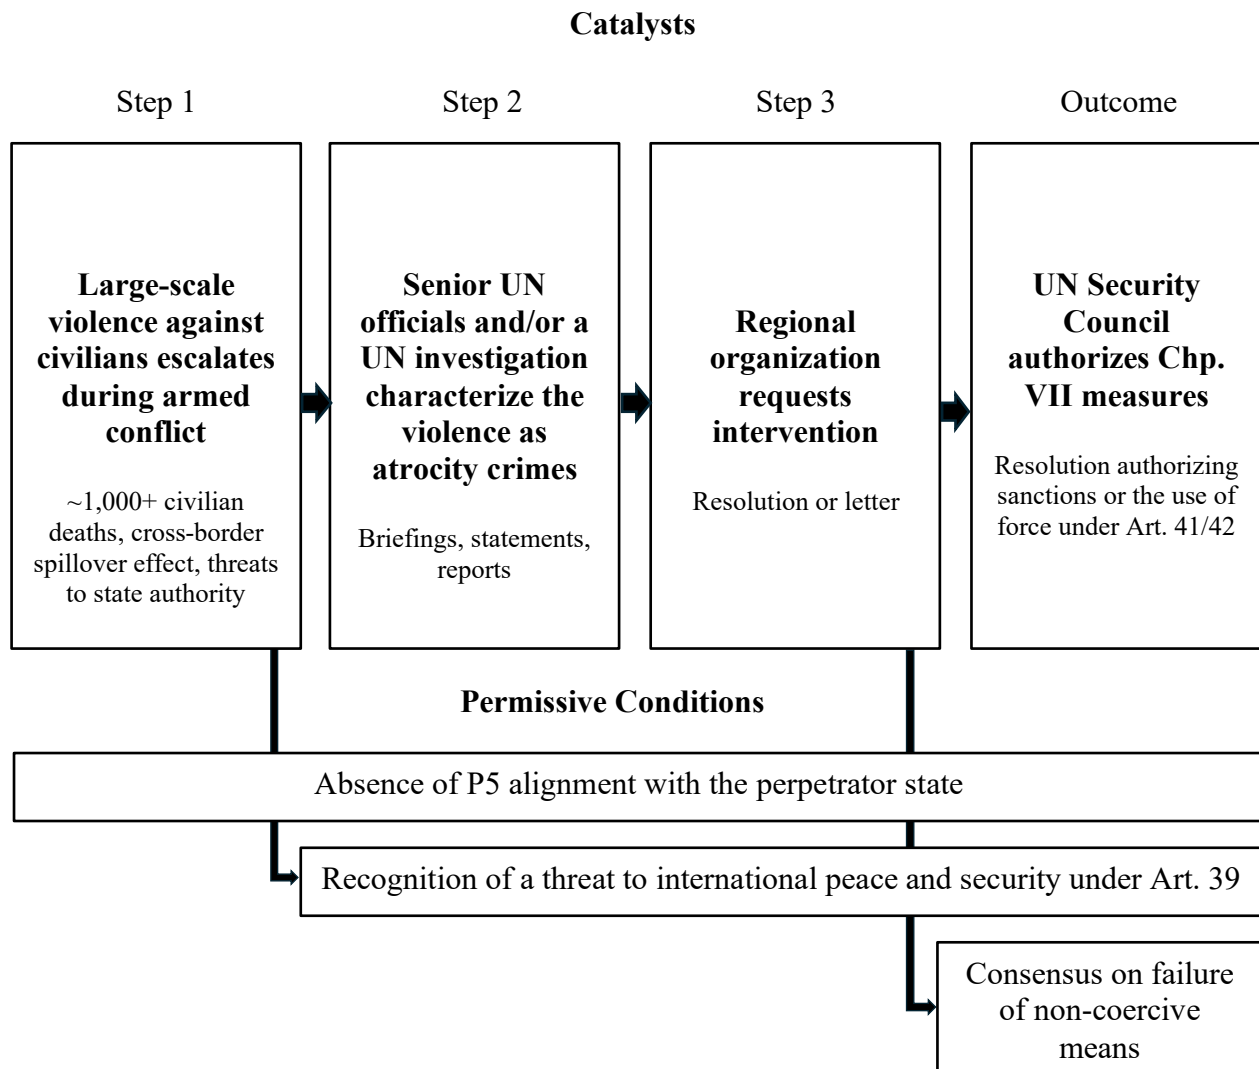 Catalysts
Step 1
Step 2
Step 3
Outcome
Large-scale
violence against
civilians escalates
during armed
conflict
~1,000+ civilian
deaths, cross-border
spillover effect, threats
to state authority
Senior UN
officials and/or a
UN investigation
characterize the
violence as
atrocity crimes
Briefings, statements,
reports
Regional
organization
requests
intervention
Resolution or letter
UN Security
Council
authorizes Chp.
VII measures
Resolution authorizing
sanctions or the use of
force under Art. 41/42
Permissive Conditions
Absence of P5 alignment with the perpetrator state
Recognition of a threat to international peace and security under Art. 39
Consensus on failure
of non-coercive
means